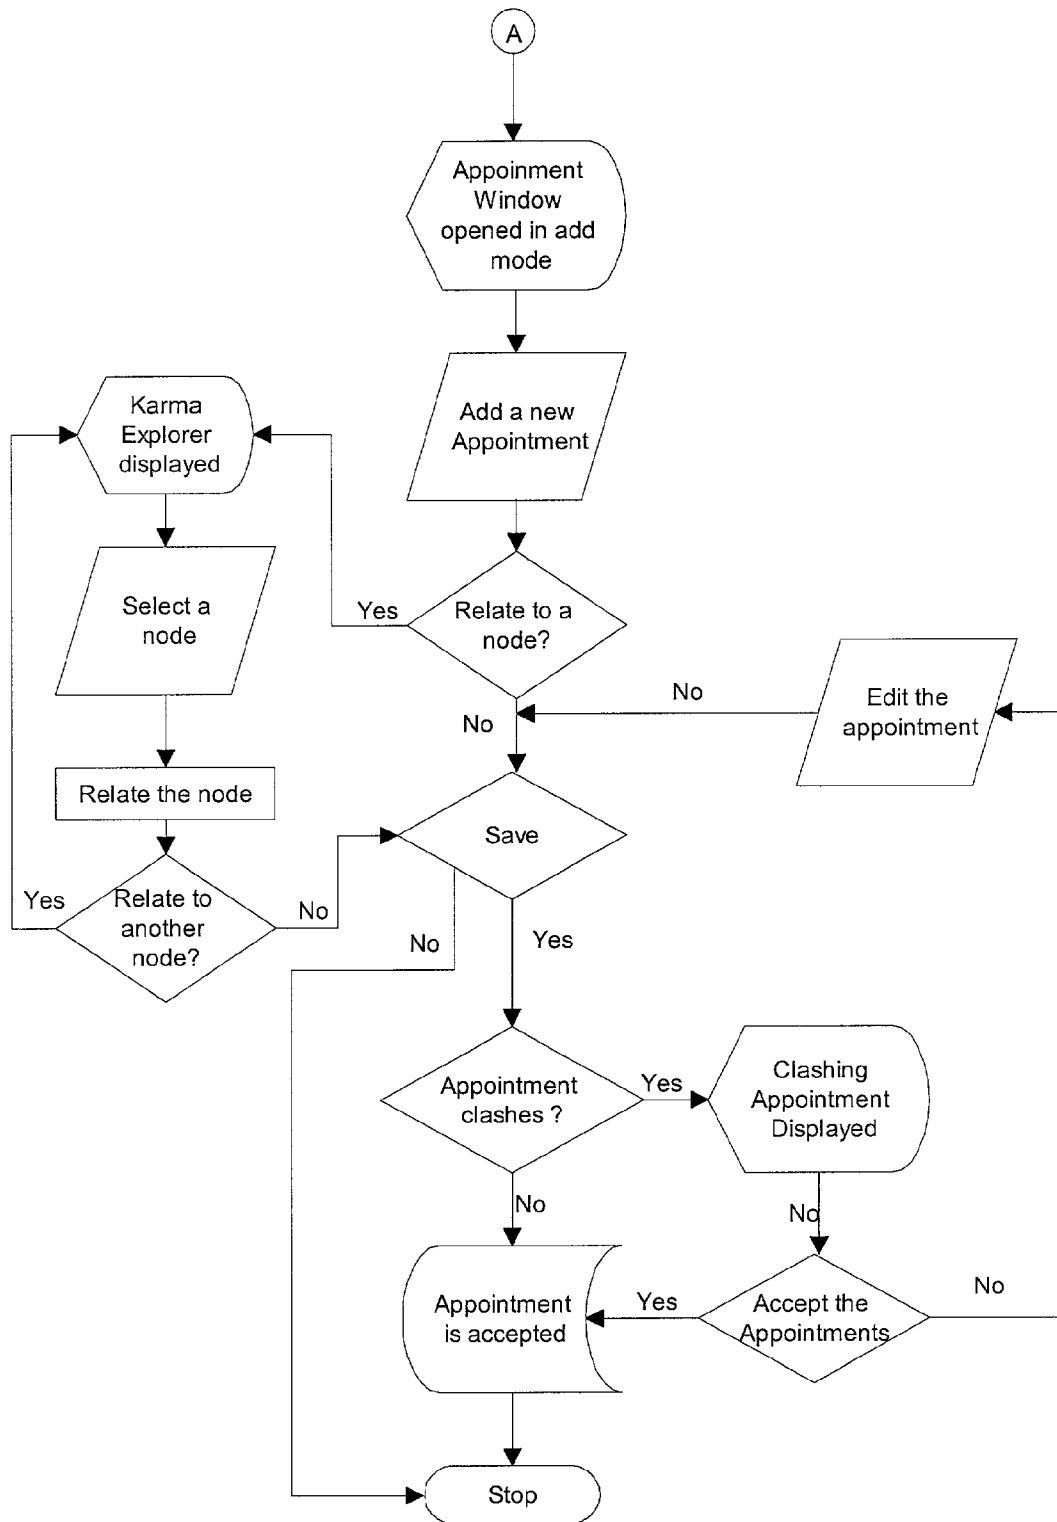 A
Appoinment
Window
opened in add
mode
Add a new
Appointment
Karma
Explorer
displayed
Select a
node
Yes
Relate to a
node?
No
No
Edit the
appointment
Relate the node
Save
Yes
Relate to
another
node?
No
No
Yes
Appointment
clashes ?
Yes
Clashing
Appointment
Displayed
No
No
Appointment
is accepted
Yes
Accept the
Appointments
No
Stop